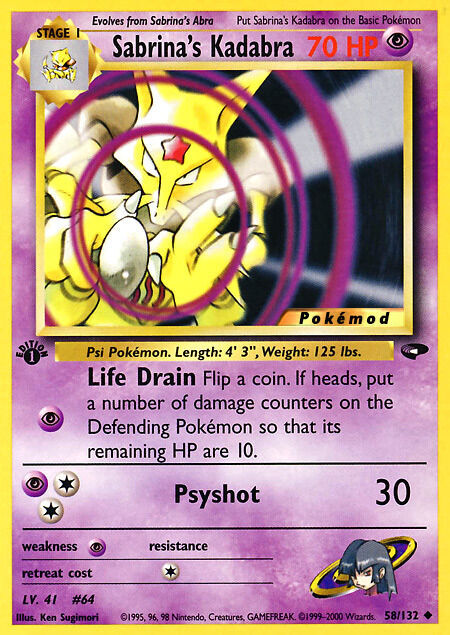 Evolves from Sabrina's Abra
Put Sabrina's Kadabra on the Basic Pokémon
STAGE 1
Sabrina's Kadabra 70 HP
Pokémod
EDITION
1
Psi Pokémon. Length: 4' 3", Weight: 125 lbs.
Life Drain Flip a coin. If heads, put
a number of damage counters on
the Defending Pokémon so that its
remaining HP are 10.
Psyshot 30
weakness
resistance
retreat cost
LV. 41 #64
Illus. Ken Sugimori
©1995, 96, 98 Nintendo, Creatures, GAMEFREAK. ©1999-2000 Wizards.
58/132